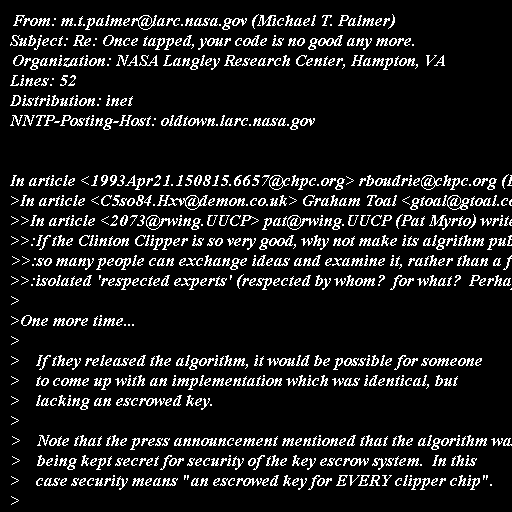 From: m.t.palmer@larc.nasa.gov (Michael T. Palmer)
Subject: Re: Once tapped, your code is no good any more.
Organization: NASA Langley Research Center, Hampton, VA
Lines: 52
Distribution: inet
NNTP-Posting-Host: oldtown.larc.nasa.gov
In article <1993Apr21.150815.6657@chpc.org> rboudrie@chpc.org
>In article <C5so84.Hxv@demon.co.uk> Graham Toal <gtoal@gtoal.co
>>In article <2073@rwing.UUCP> pat@rwing.UUCP (Pat Myrto) write
>>:If the Clinton Clipper is so very good, why not make its algrithm pub
>>:so many people can exchange ideas and examine it, rather than a f
>>:isolated 'respected experts' (respected by whom?  for what?  Perha
>
>One more time...
>
>   If they released the algorithm, it would be possible for someone
>   to come up with an implementation which was identical, but
>   lacking an escrowed key.
>
>   Note that the press announcement mentioned that the algorithm was
>   being kept secret for security of the key escrow system.  In this
>   case security means "an escrowed key for EVERY clipper chip".
>